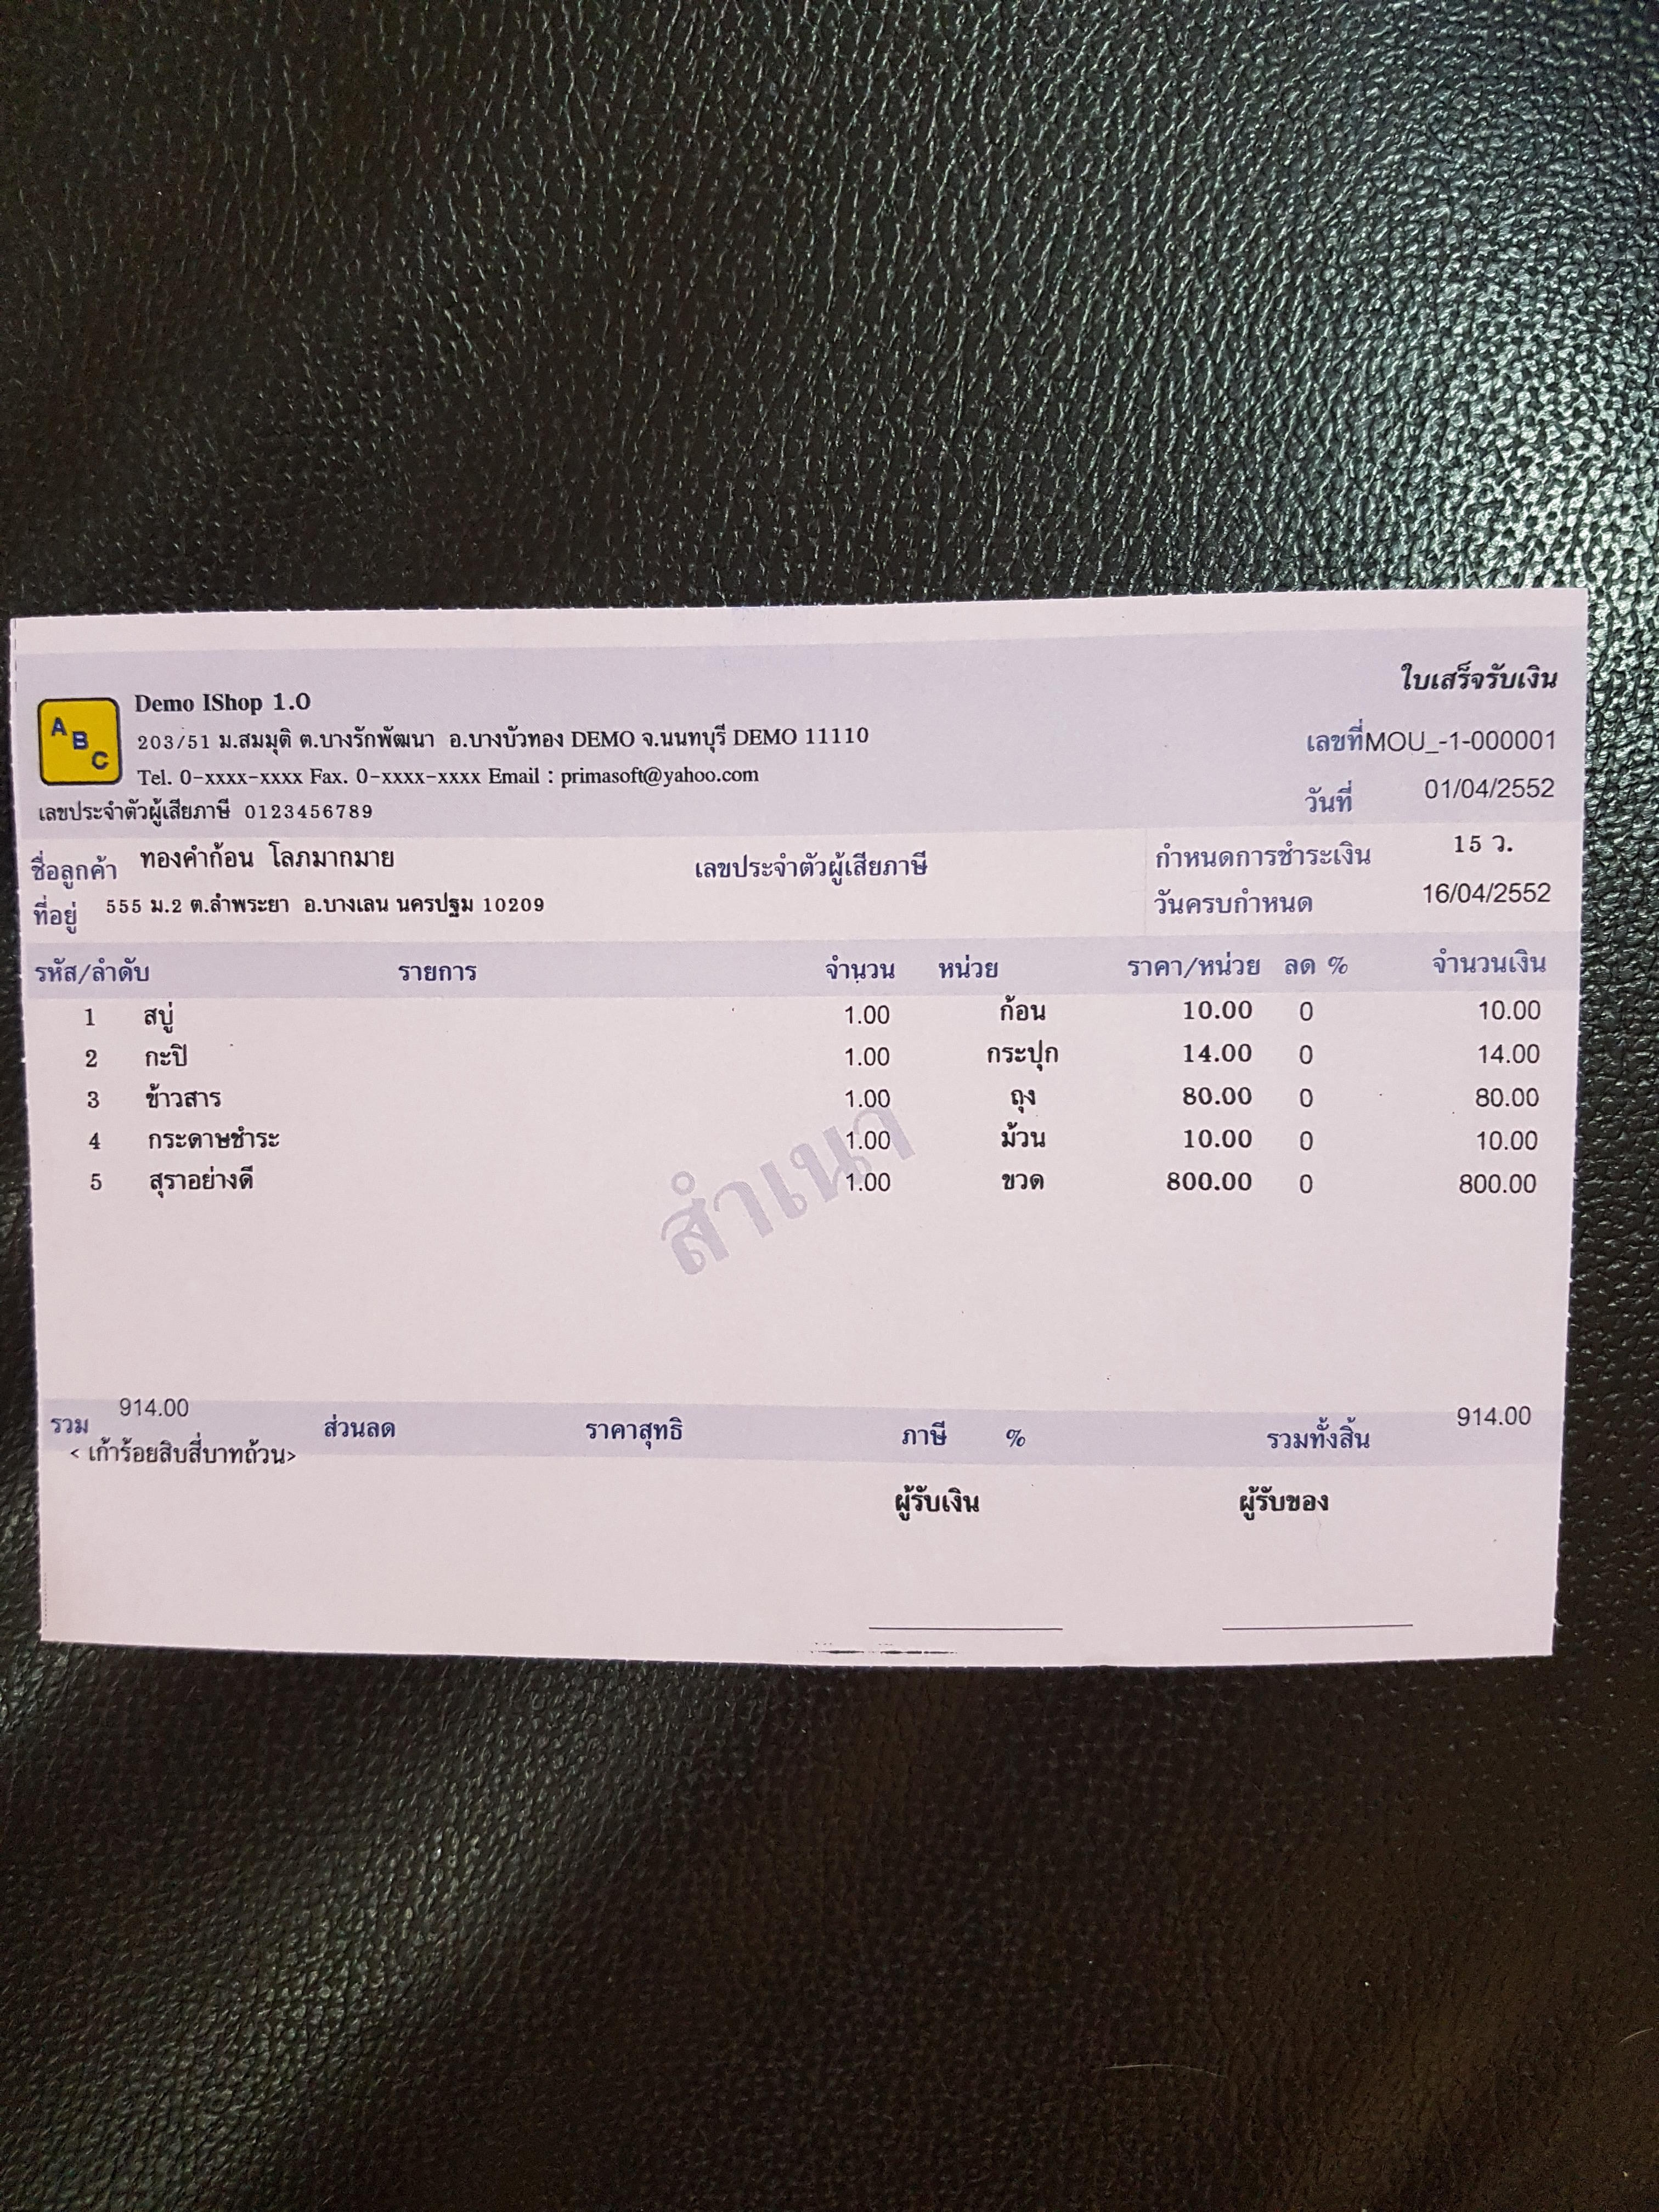 ใบเสร็จรับเงิน
A B C
Demo IShop 1.0
203/51 ม.สมมุติ ต.บางรักพัฒนา อ.บางบัวทอง DEMO จ.นนทบุรี DEMO 11110
เลขที่MOU_-1-000001
Tel. 0-xxxx-xxxx Fax. 0-xxxx-xxxx Email : primasoft@yahoo.com
เลขประจำตัวผู้เสียภาษี 0123456789
วันที่ 01/04/2552
ชื่อลูกค้า ทองคำก้อน โลภมากมาย เลขประจำตัวผู้เสียภาษี กำหนดการชำระเงิน 15 ว.
ที่อยู่ 555 ม.2 ต.ลำพระยา อ.บางเลน นครปฐม 10209 วันครบกำหนด 16/04/2552
รหัส/ลำดับ รายการ จำนวน หน่วย ราคา/หน่วย ลด % จำนวนเงิน
1 สบู่ 1.00 ก้อน 10.00 0 10.00
2 กะปิ 1.00 กระปุก 14.00 0 14.00
3 ข้าวสาร 1.00 ถุง 80.00 0 80.00
4 กระดาษชำระ 1.00 ม้วน 10.00 0 10.00
5 สุราอย่างดี 1.00 ขวด 800.00 0 800.00
สำเนา
รวม 914.00 ส่วนลด ราคาสุทธิ ภาษี % รวมทั้งสิ้น 914.00
< เก้าร้อยสิบสี่บาทถ้วน>
ผู้รับเงิน ผู้รับของ